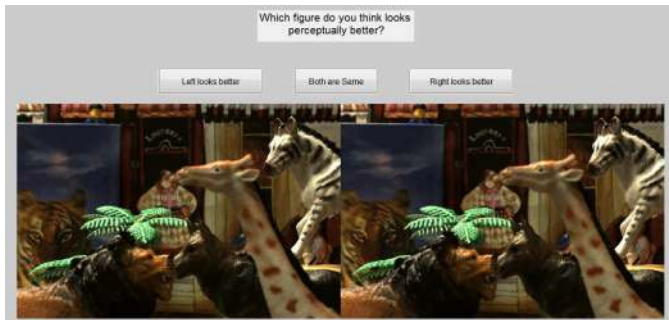 Which figure do you think looks
perceptually better?
Left looks better
Both are Same
Right looks better